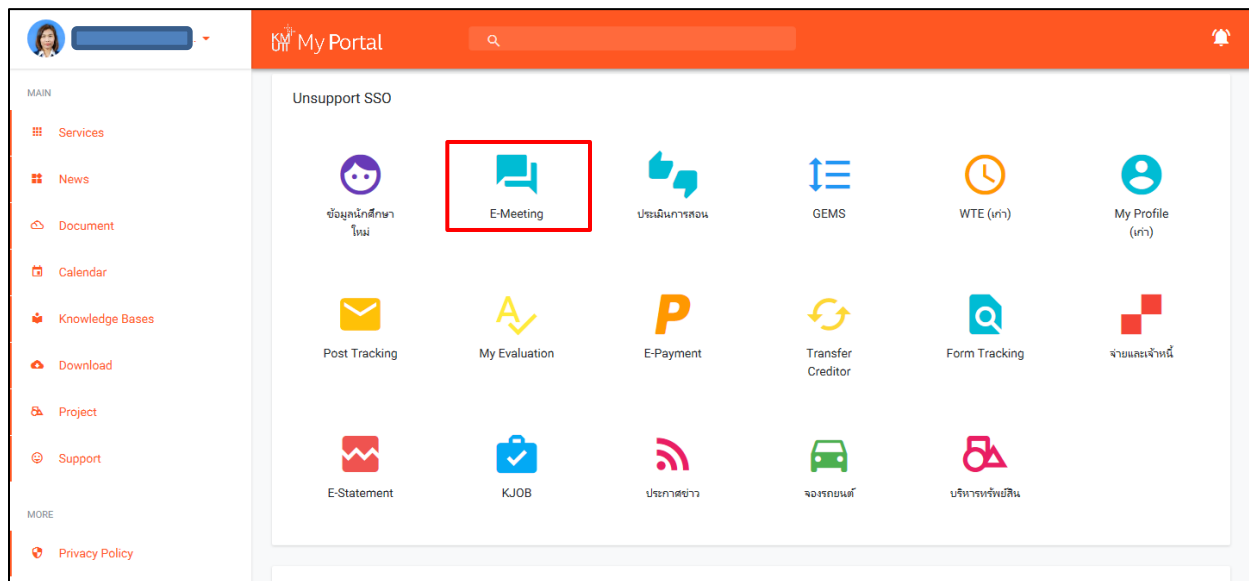 KMUTT My Portal
MAIN
Services
News
Document
Calendar
Knowledge Bases
Download
Project
Support
MORE
Privacy Policy
Unsupport SSO
ข้อมูลนักศึกษา
ใหม่
E-Meeting
ประเมินการสอน
GEMS
WTE (เก่า)
My Profile
(เก่า)
Post Tracking
My Evaluation
E-Payment
Transfer
Creditor
Form Tracking
จ่ายและเจ้าหนี้
E-Statement
KJOB
ประกาศข่าว
จองรถยนต์
บริหารทรัพย์สิน